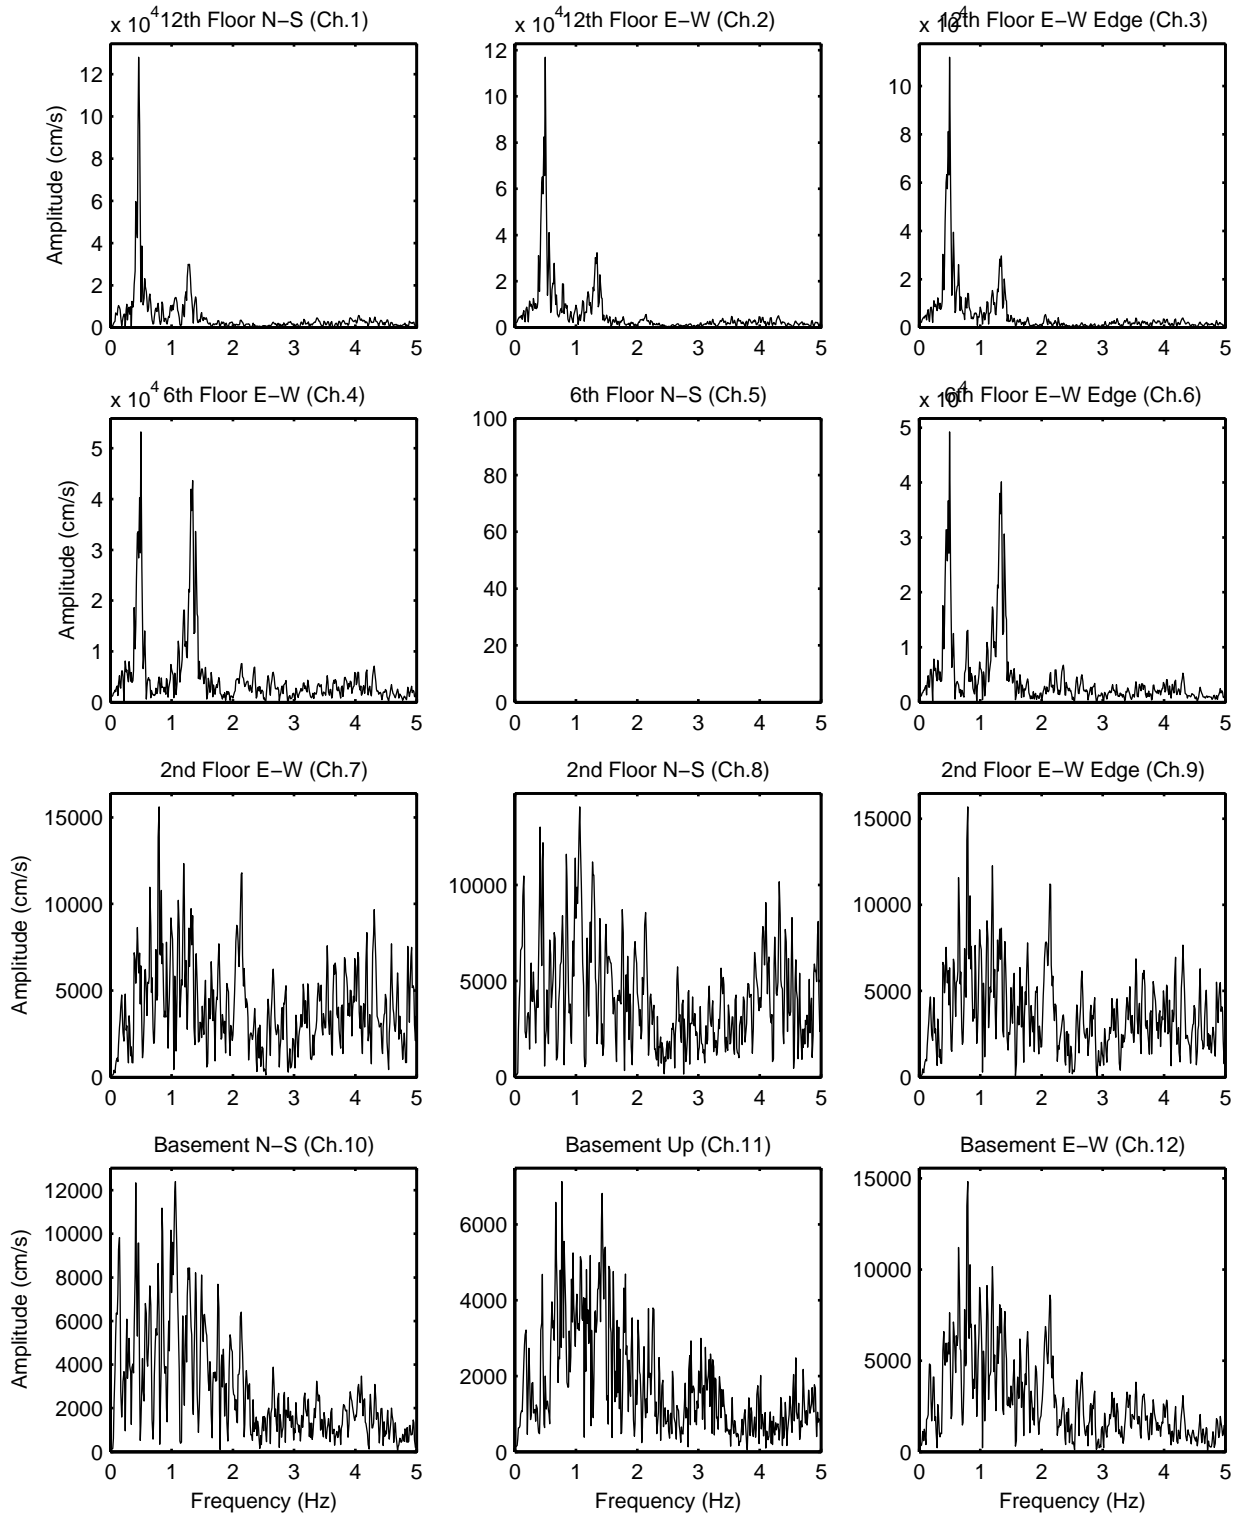 x 10^4 12th Floor N−S (Ch.1)
12
10
8
6
4
2
0
0 1 2 3 4 5
Amplitude (cm/s)
x 10^4 12th Floor E−W (Ch.2)
12
10
8
6
4
2
0
0 1 2 3 4 5
x 10^4 12th Floor E−W Edge (Ch.3)
10
8
6
4
2
0
0 1 2 3 4 5
x 10^4 6th Floor E−W (Ch.4)
5
4
3
2
1
0
0 1 2 3 4 5
Amplitude (cm/s)
6th Floor N−S (Ch.5)
100
80
60
40
20
0
0 1 2 3 4 5
x 10^4 6th Floor E−W Edge (Ch.6)
5
4
3
2
1
0
0 1 2 3 4 5
2nd Floor E−W (Ch.7)
15000
10000
5000
0
0 1 2 3 4 5
Amplitude (cm/s)
2nd Floor N−S (Ch.8)
10000
5000
0
0 1 2 3 4 5
2nd Floor E−W Edge (Ch.9)
15000
10000
5000
0
0 1 2 3 4 5
Basement N−S (Ch.10)
12000
10000
8000
6000
4000
2000
0
0 1 2 3 4 5
Amplitude (cm/s)
Frequency (Hz)
Basement Up (Ch.11)
6000
4000
2000
0
0 1 2 3 4 5
Frequency (Hz)
Basement E−W (Ch.12)
15000
10000
5000
0
0 1 2 3 4 5
Frequency (Hz)